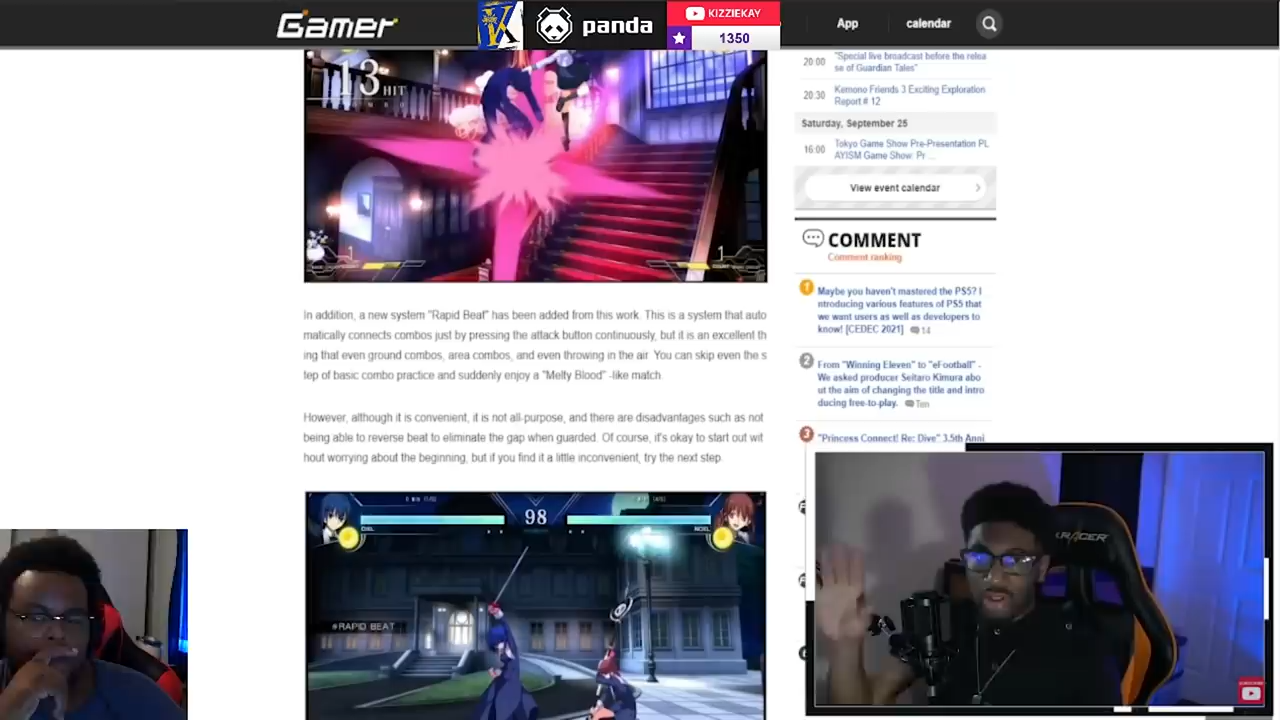 Gamer
panda
KIZZIEKAY
1350
App
calendar
13 HIT
1
1
20:00
"Special live broadcast before the relea
se of Guardian Tales"
20:30
Kemono Friends 3 Exciting Exploration
Report # 12
Saturday, September 25
16:00
Tokyo Game Show Pre-Presentation PL
AYISM Game Show: Pr ...
View event calendar
COMMENT
Comment ranking
1
Maybe you haven't mastered the PS5? I
ntroducing various features of PS5 that
we want users as well as developers to
know! [CEDEC 2021] 14
2
From "Winning Eleven" to "eFootball" -
We asked producer Seitaro Kimura abo
ut the aim of changing the title and intro
ducing free-to-play. Ten
3
"Princess Connect! Re: Dive" 3.5th Anni
In addition, a new system "Rapid Beat" has been added from this work. This is a system that auto
matically connects combos just by pressing the attack button continuously, but it is an excellent th
ing that even ground combos, area combos, and even throwing in the air. You can skip even the s
tep of basic combo practice and suddenly enjoy a "Melty Blood" -like match.
However, although it is convenient, it is not all-purpose, and there are disadvantages such as not
being able to reverse beat to eliminate the gap when guarded. Of course, it's okay to start out wit
hout worrying about the beginning, but if you find it a little inconvenient, try the next step.
98
CIEL
NOEL
#RAPID BEAT
RACER